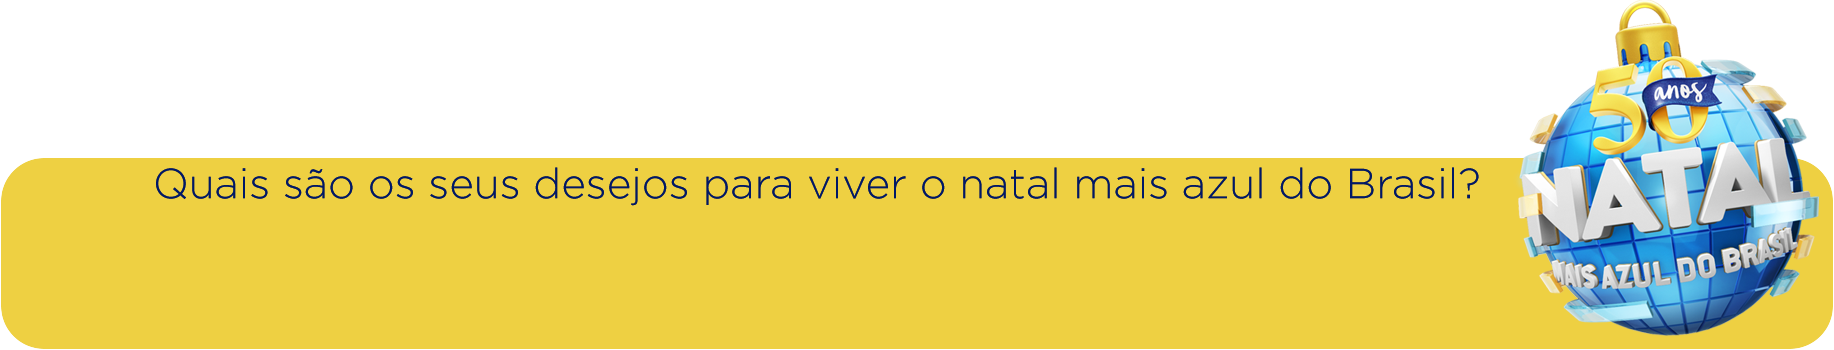 50 anos
NATAL
MAIS AZUL DO BRASIL
Quais são os seus desejos para viver o natal mais azul do Brasil?